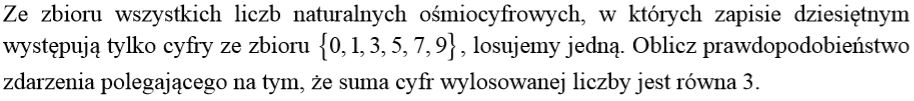 Ze zbioru wszystkich liczb naturalnych ośmiocyfrowych, w których zapisie dziesiętnym
występują tylko cyfry ze zbioru {0, 1, 3, 5, 7, 9}, losujemy jedną. Oblicz prawdopodobieństwo
zdarzenia polegającego na tym, że suma cyfr wylosowanej liczby jest równa 3.